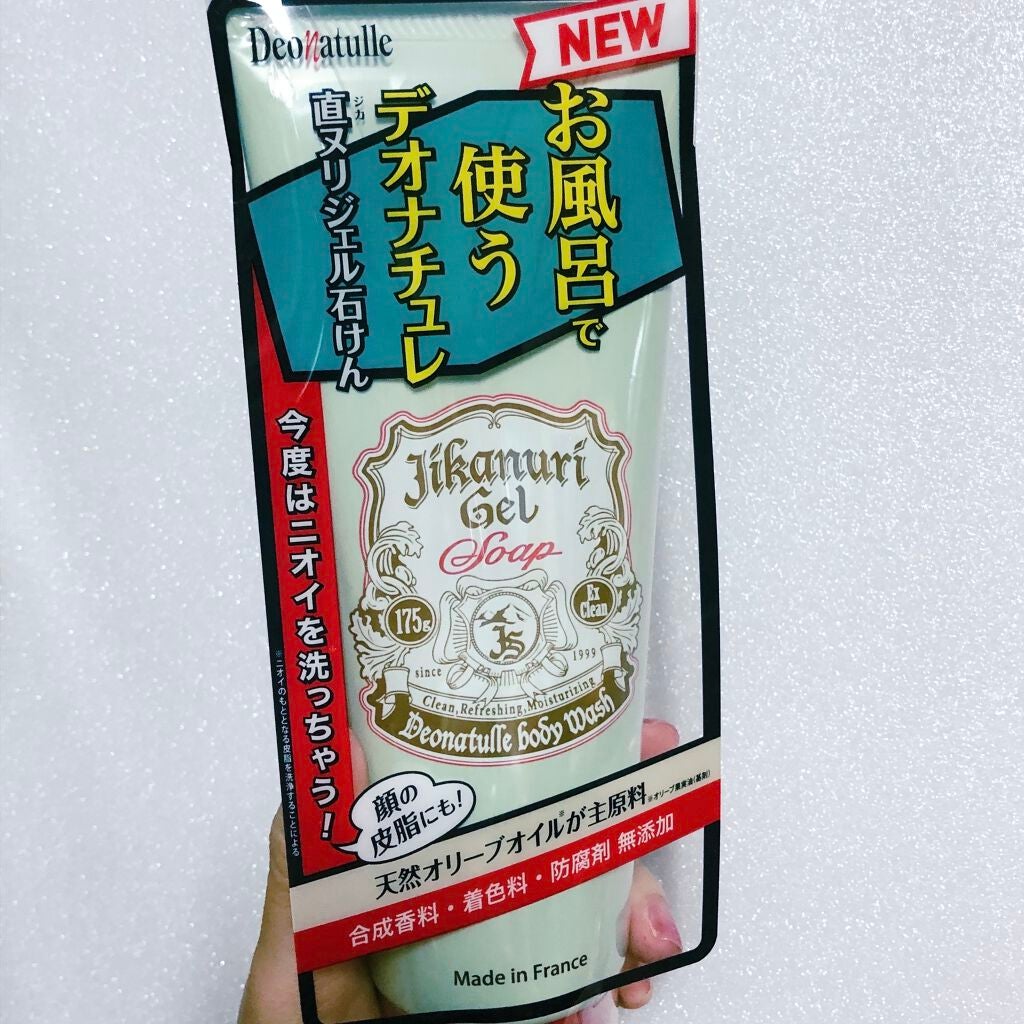 Deonatulle
NEW
お風呂で
使う
デオナチュレ
ジカ
直ヌリジェル石けん
今度はニオイを洗っちゃう!
※ニオイのもととなる皮脂を洗浄することによる
Jikanuri
Gel
Soap
175g
Ex
Clean
JS
since 1999
Clean,Refreshing,Moisturizing
Deonatulle body Wash
顔の
皮脂にも!
天然オリーブオイル※が主原料 ※オリーブ果実油(基剤)
合成香料・着色料・防腐剤 無添加
Made in France